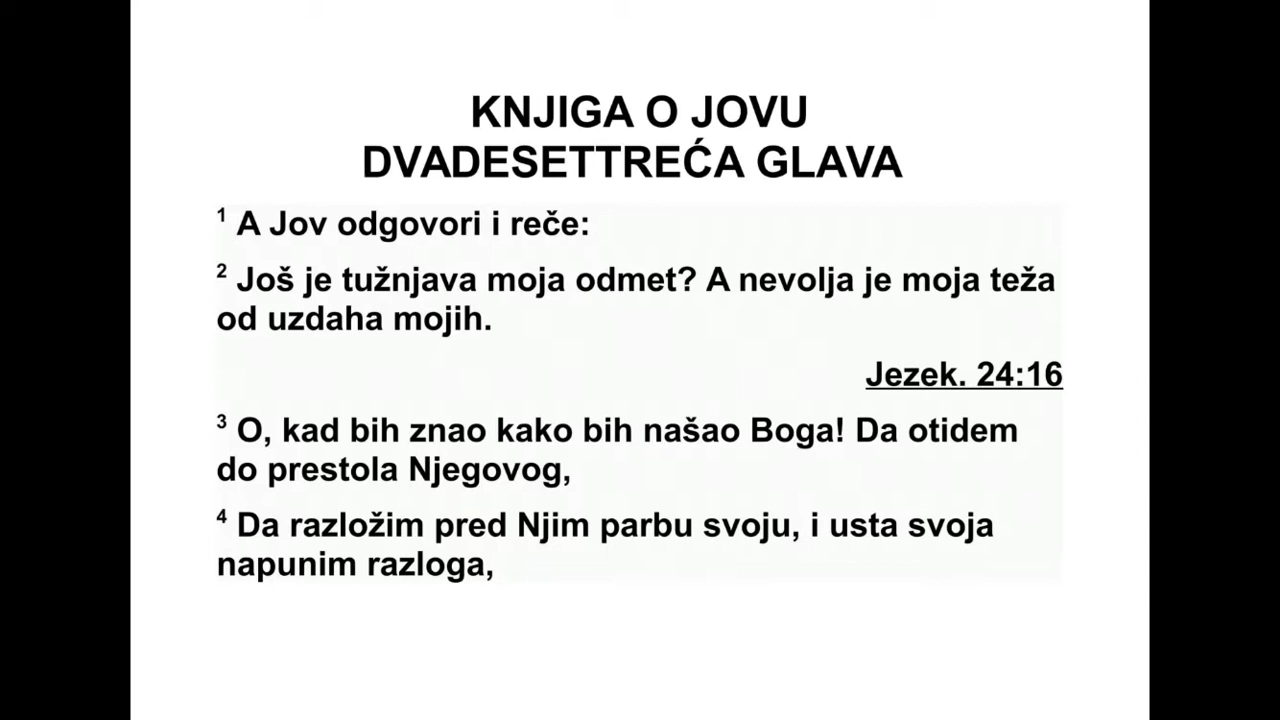 KNJIGA O JOVU
DVADESETTREĆA GLAVA
1 A Jov odgovori i reče:
2 Još je tužnjava moja odmet? A nevolja je moja teža
od uzdaha mojih.
Jezek. 24:16
3 O, kad bih znao kako bih našao Boga! Da otidem
do prestola Njegovog,
4 Da razložim pred Njim parbu svoju, i usta svoja
napunim razloga,